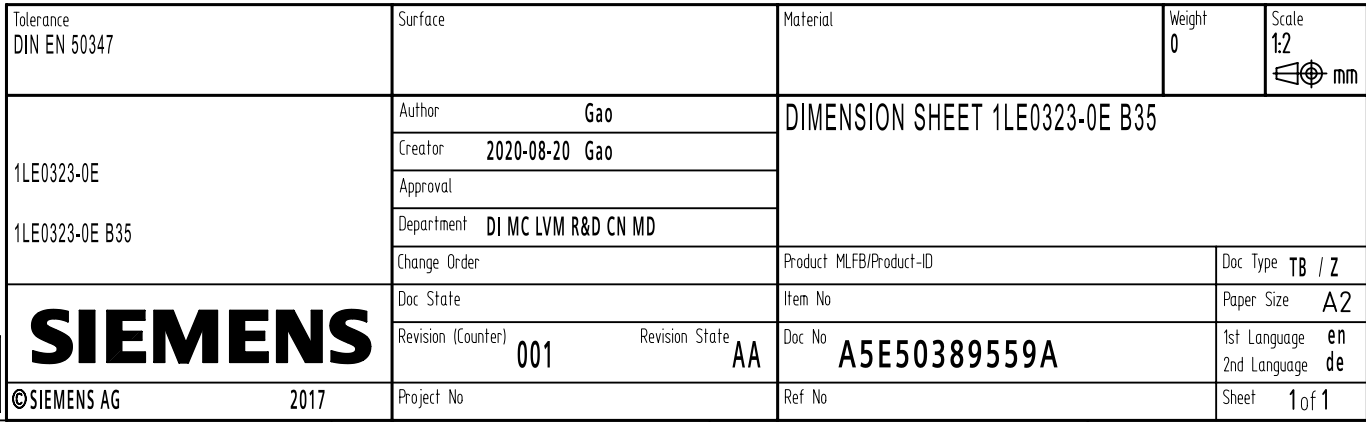 Tolerance
DIN EN 50347
Surface
Material
Weight
0
Scale
1:2
mm
1LE0323-0E
1LE0323-0E B35
Author Gao
Creator 2020-08-20 Gao
Approval
Department DI MC LVM R&D CN MD
DIMENSION SHEET 1LE0323-0E B35
Change Order
Product MLFB/Product-ID
Doc Type TB / Z
SIEMENS
Doc State
Item No
Paper Size A2
Revision (Counter) 001
Revision State AA
Doc No A5E50389559A
1st Language en
2nd Language de
©SIEMENS AG 2017
Project No
Ref No
Sheet 1 of 1